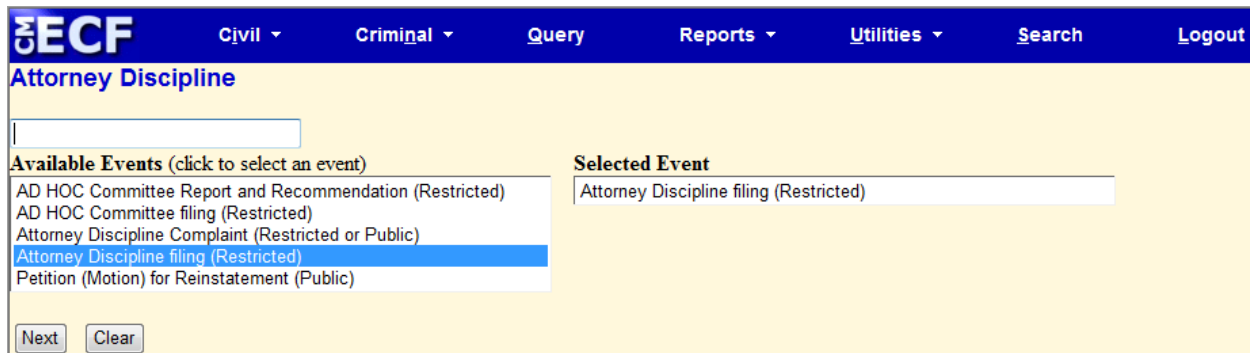 CM ECF Civil Criminal Query Reports Utilities Search Logout
Attorney Discipline
Available Events (click to select an event) Selected Event
AD HOC Committee Report and Recommendation (Restricted) Attorney Discipline filing (Restricted)
AD HOC Committee filing (Restricted)
Attorney Discipline Complaint (Restricted or Public)
Attorney Discipline filing (Restricted)
Petition (Motion) for Reinstatement (Public)
Next Clear